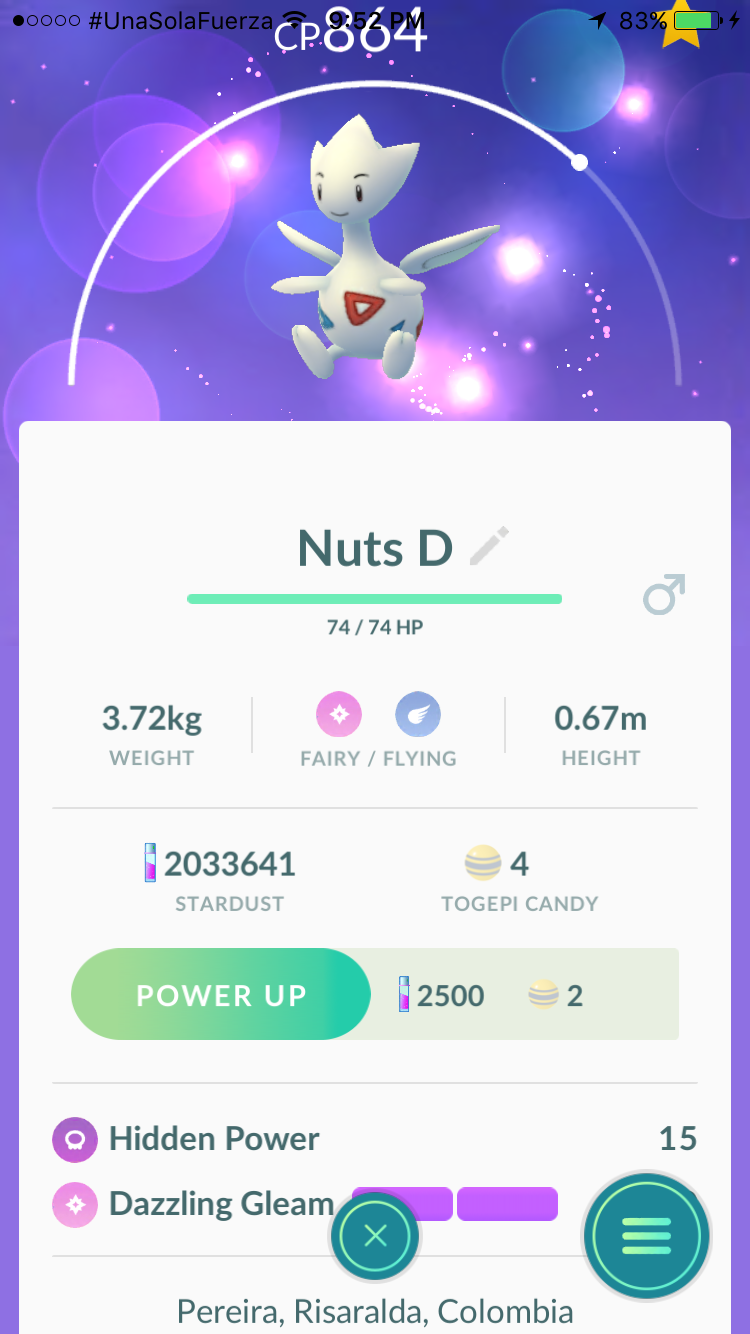 #UnaSolaFuerza 9:52 PM 83%
CP864
Nuts D
74 / 74 HP
3.72kg 0.67m
WEIGHT FAIRY / FLYING HEIGHT
2033641 4
STARDUST TOGEPI CANDY
POWER UP 2500 2
Hidden Power 15
Dazzling Gleam
Pereira, Risaralda, Colombia